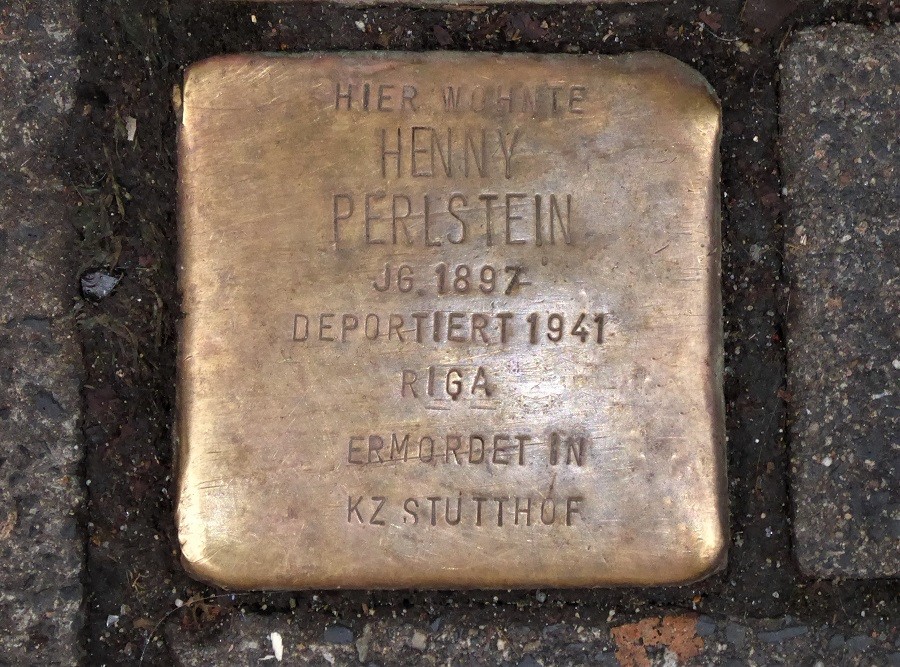 HIER WOHNTE
HENNY
PERLSTEIN
JG. 1897
DEPORTIERT 1941
RIGA
ERMORDET IN
KZ STUTTHOF